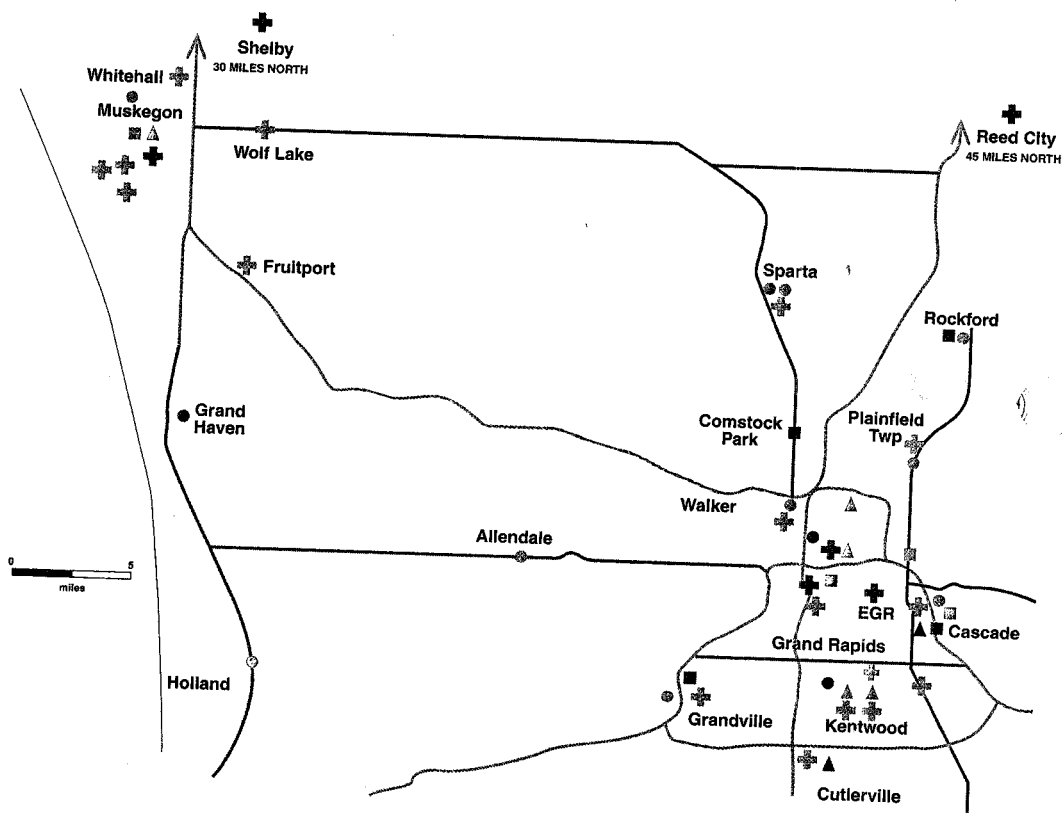 Shelby
30 MILES NORTH
Whitehall
Muskegon
Wolf Lake
Reed City
45 MILES NORTH
Fruitport
Sparta
Rockford
Grand
Haven
Comstock
Park
Plainfield
Twp
Walker
Allendale
0 5
miles
EGR
Cascade
Grand Rapids
Holland
Grandville
Kentwood
Cutlerville